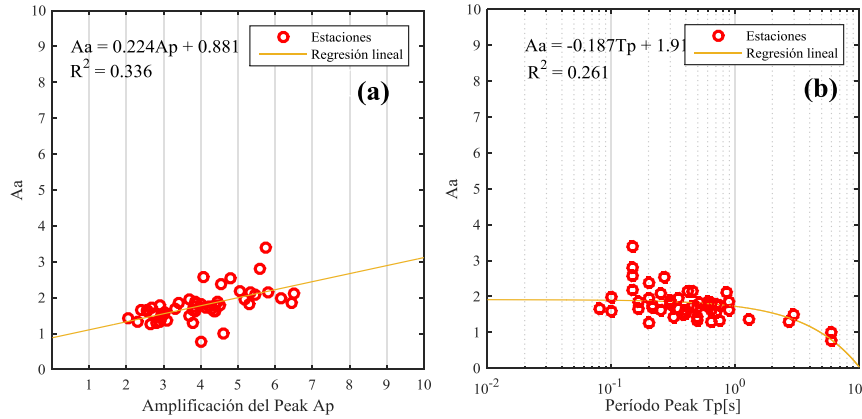 Aa = 0.224Ap + 0.881
R² = 0.336
Estaciones
Regresión lineal
(a)
10
9
8
7
6
5
4
3
2
1
0
Aa
1 2 3 4 5 6 7 8 9 10
Amplificación del Peak Ap
Aa = -0.187Tp + 1.91
R² = 0.261
Estaciones
Regresión lineal
(b)
10
9
8
7
6
5
4
3
2
1
0
Aa
10⁻² 10⁻¹ 10⁰ 10
Período Peak Tp[s]